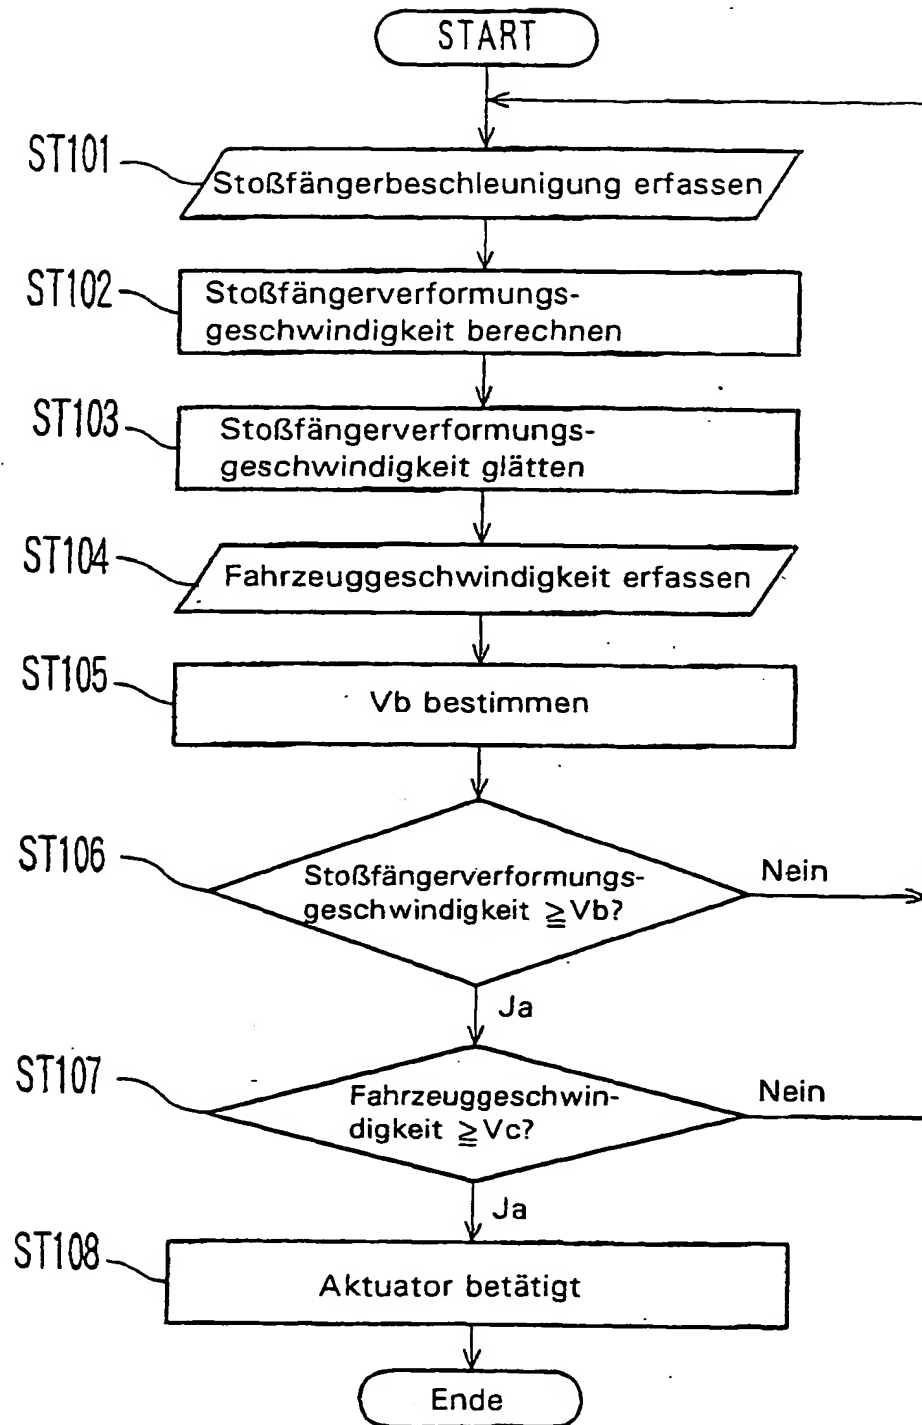 START
ST101
Stoßfängerbeschleunigung erfassen
ST102
Stoßfängerverformungs-
geschwindigkeit berechnen
ST103
Stoßfängerverformungs-
geschwindigkeit glätten
ST104
Fahrzeuggeschwindigkeit erfassen
ST105
Vb bestimmen
ST106
Stoßfängerverformungs-
geschwindigkeit ≧Vb?
Nein
Ja
ST107
Fahrzeuggeschwin-
digkeit ≧Vc?
Nein
Ja
ST108
Aktuator betätigt
Ende